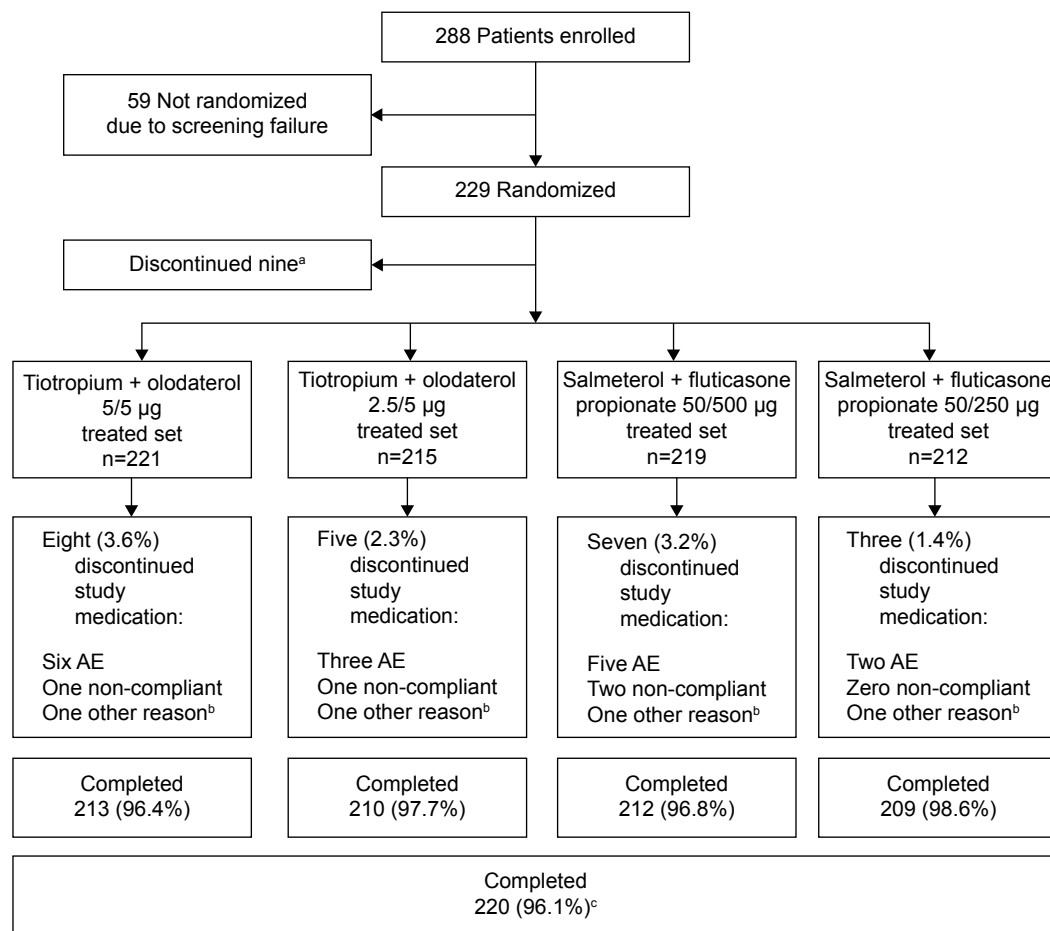 288 Patients enrolled
59 Not randomized
due to screening failure
229 Randomized
Discontinued nineᵃ
Tiotropium + olodaterol
5/5 µg
treated set
n=221
Tiotropium + olodaterol
2.5/5 µg
treated set
n=215
Salmeterol + fluticasone
propionate 50/500 µg
treated set
n=219
Salmeterol + fluticasone
propionate 50/250 µg
treated set
n=212
Eight (3.6%)
discontinued
study
medication:
Six AE
One non-compliant
One other reasonᵇ
Five (2.3%)
discontinued
study
medication:
Three AE
One non-compliant
One other reasonᵇ
Seven (3.2%)
discontinued
study
medication:
Five AE
Two non-compliant
One other reasonᵇ
Three (1.4%)
discontinued
study
medication:
Two AE
Zero non-compliant
One other reasonᵇ
Completed
213 (96.4%)
Completed
210 (97.7%)
Completed
212 (96.8%)
Completed
209 (98.6%)
Completed
220 (96.1%)ᶜ